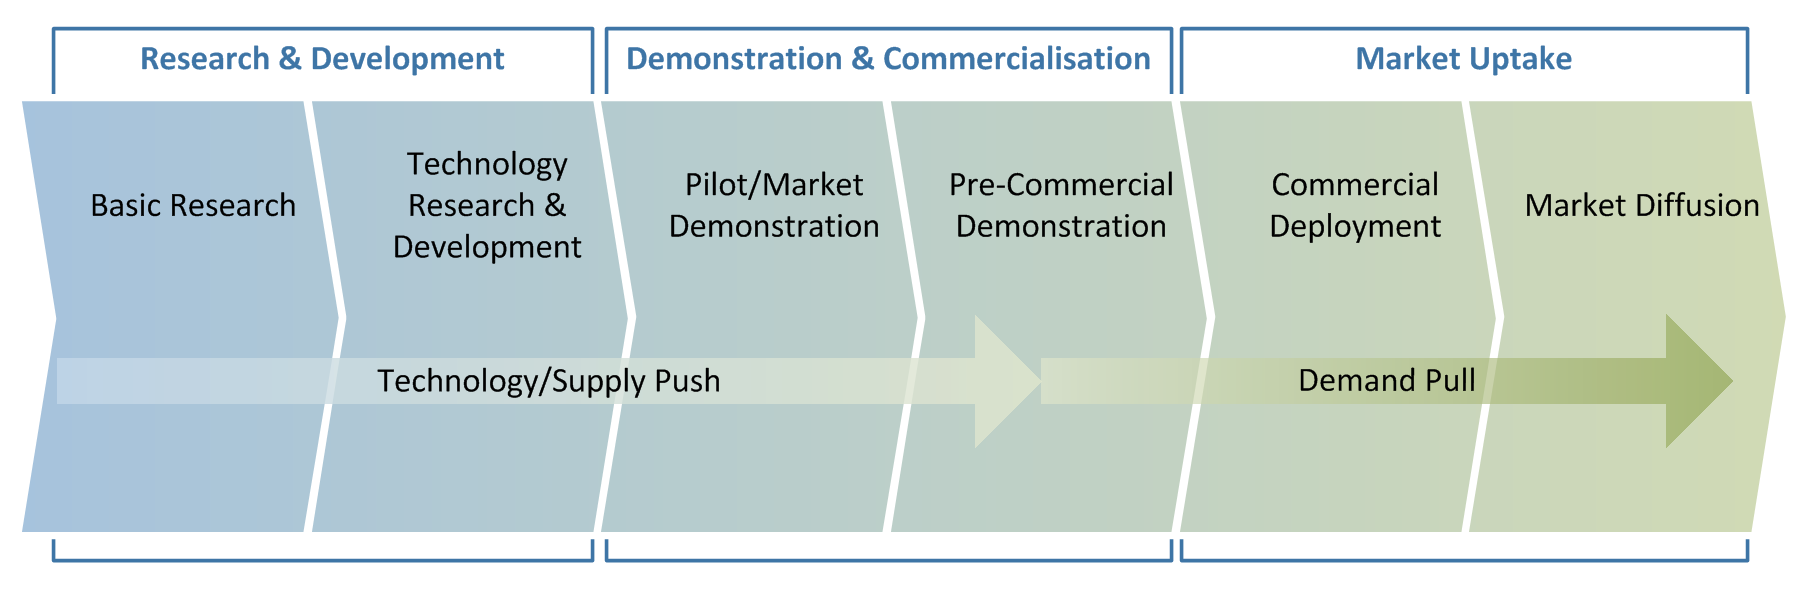 Research & Development
Demonstration & Commercialisation
Market Uptake
Basic Research
Technology
Research &
Development
Pilot/Market
Demonstration
Pre-Commercial
Demonstration
Commercial
Deployment
Market Diffusion
Technology/Supply Push
Demand Pull